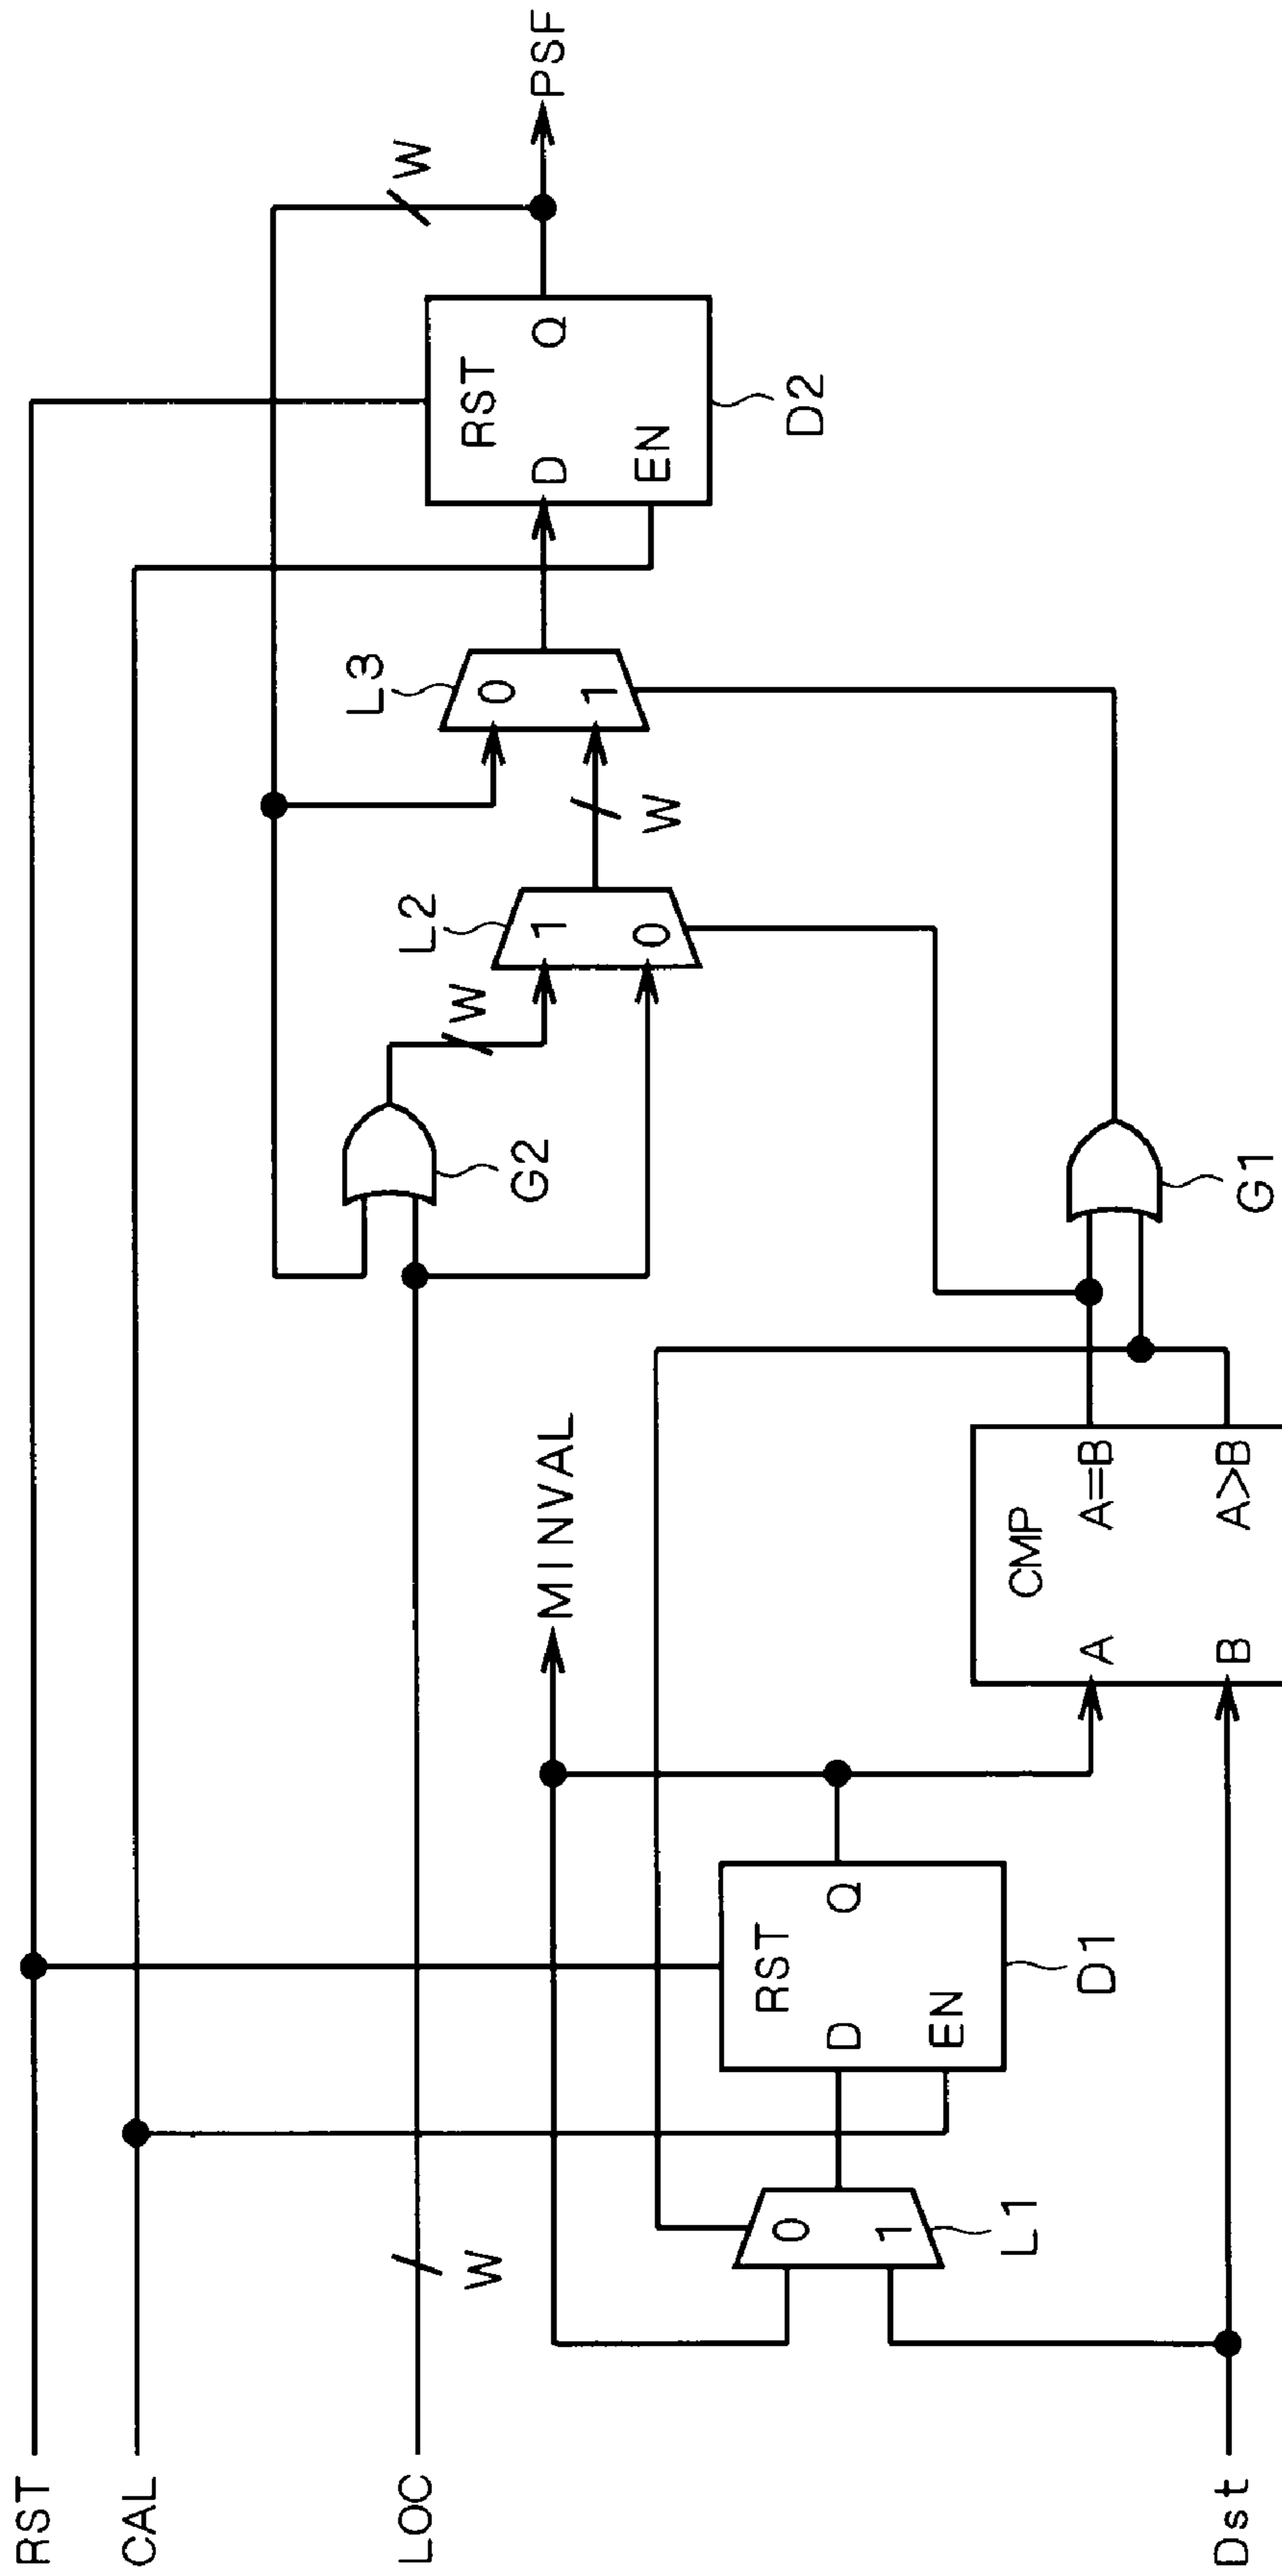 RST
CAL
LOC
W
Dst
L1
0
1
D1
RST
D
Q
EN
MINVAL
CMP
A
B
A=B
A>B
G1
G2
W
L2
1
0
W
L3
0
1
D2
RST
D
Q
EN
W
PSF